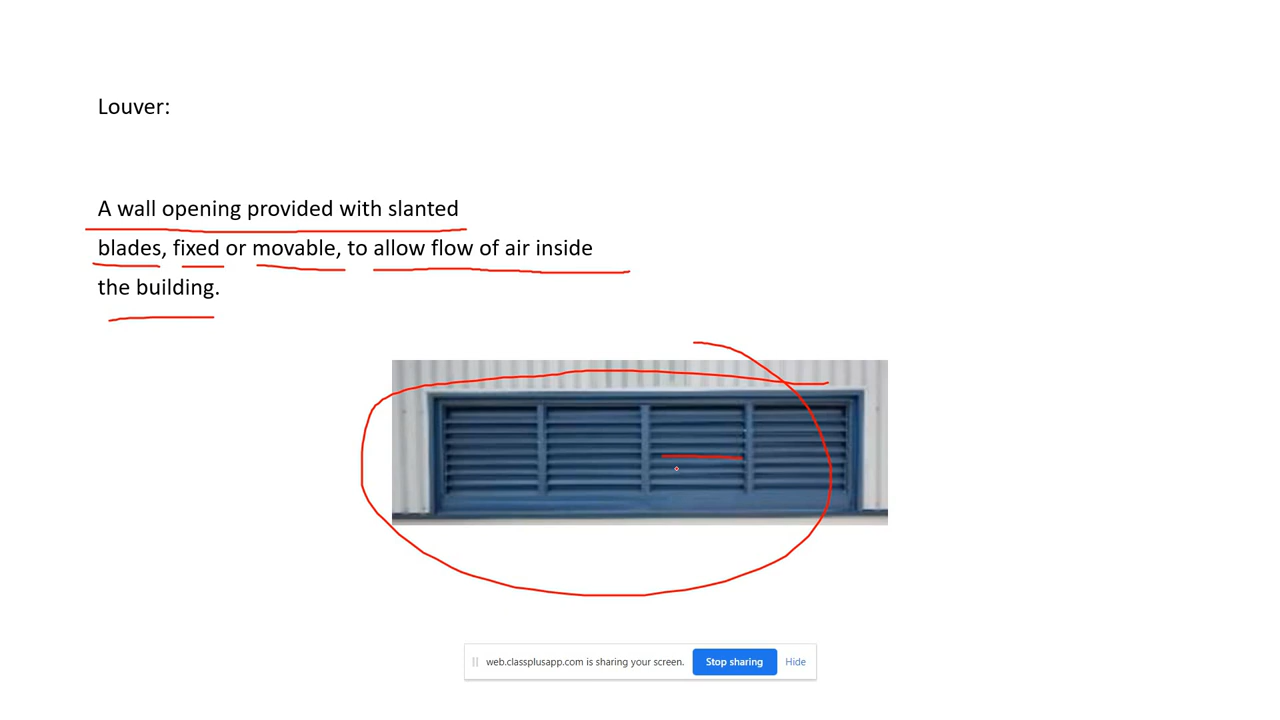 Louver:
A wall opening provided with slanted
blades, fixed or movable, to allow flow of air inside
the building.
web.classplusapp.com is sharing your screen. Stop sharing Hide